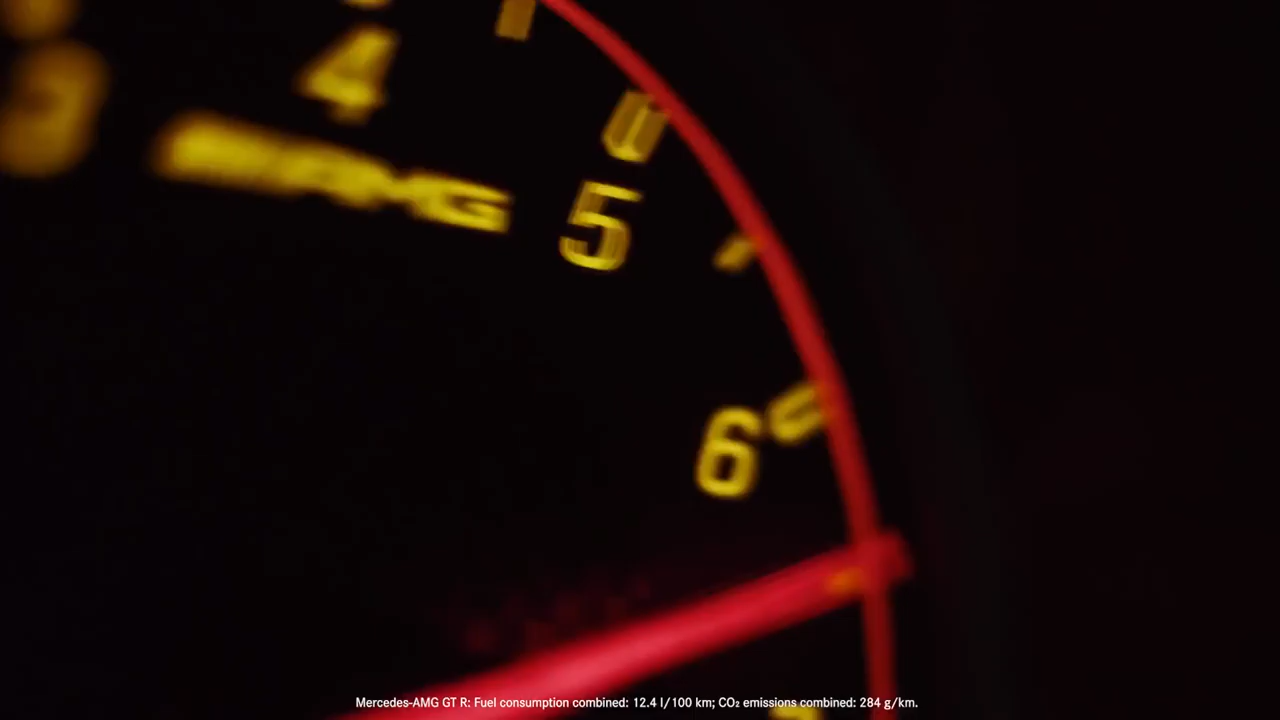 4
3
AMG
5
6
Mercedes-AMG GT R: Fuel consumption combined: 12.4 l/100 km; CO₂ emissions combined: 284 g/km.